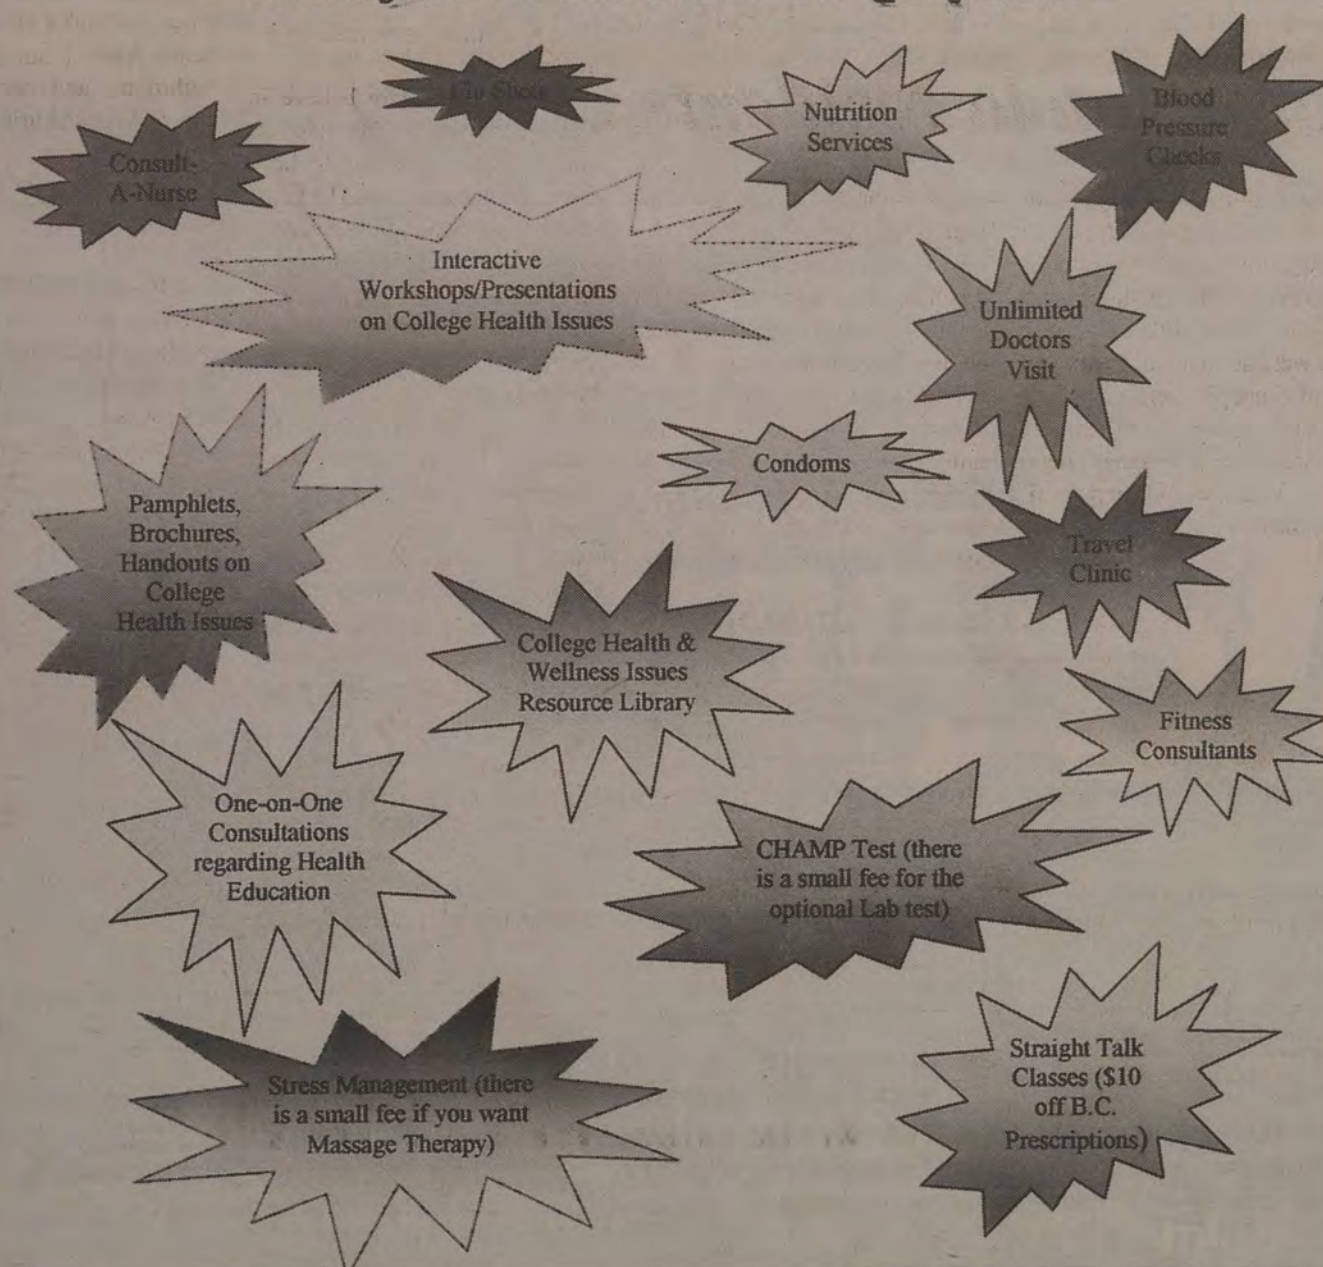 Flu Shots
Nutrition
Services
Blood
Pressure
Checks
Consult-
A-Nurse
Interactive
Workshops/Presentations
on College Health Issues
Unlimited
Doctors
Visit
Condoms
Pamphlets,
Brochures,
Handouts on
College
Health Issues
Travel
Clinic
College Health &
Wellness Issues
Resource Library
Fitness
Consultants
One-on-One
Consultations
regarding Health
Education
CHAMP Test (there
is a small fee for the
optional Lab test)
Stress Management (there
is a small fee if you want
Massage Therapy)
Straight Talk
Classes ($10
off B.C.
Prescriptions)